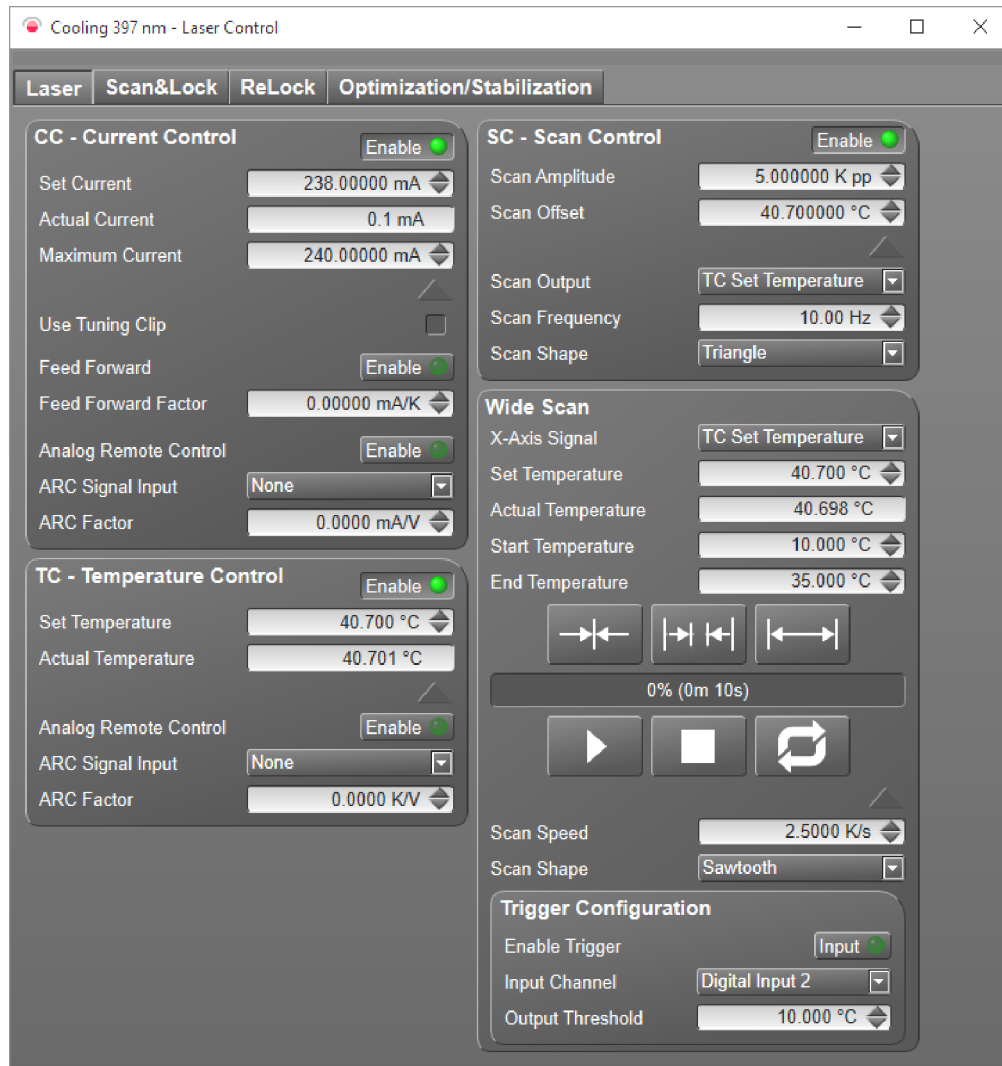 Cooling 397 nm - Laser Control
Laser Scan&Lock ReLock Optimization/Stabilization
CC - Current Control Enable
Set Current 238.00000 mA
Actual Current 0.1 mA
Maximum Current 240.00000 mA
Use Tuning Clip
Feed Forward Enable
Feed Forward Factor 0.00000 mA/K
Analog Remote Control Enable
ARC Signal Input None
ARC Factor 0.0000 mA/V
TC - Temperature Control Enable
Set Temperature 40.700 °C
Actual Temperature 40.701 °C
Analog Remote Control Enable
ARC Signal Input None
ARC Factor 0.0000 K/V
SC - Scan Control Enable
Scan Amplitude 5.000000 K pp
Scan Offset 40.700000 °C
Scan Output TC Set Temperature
Scan Frequency 10.00 Hz
Scan Shape Triangle
Wide Scan
X-Axis Signal TC Set Temperature
Set Temperature 40.700 °C
Actual Temperature 40.698 °C
Start Temperature 10.000 °C
End Temperature 35.000 °C
0% (0m 10s)
Scan Speed 2.5000 K/s
Scan Shape Sawtooth
Trigger Configuration
Enable Trigger Input
Input Channel Digital Input 2
Output Threshold 10.000 °C